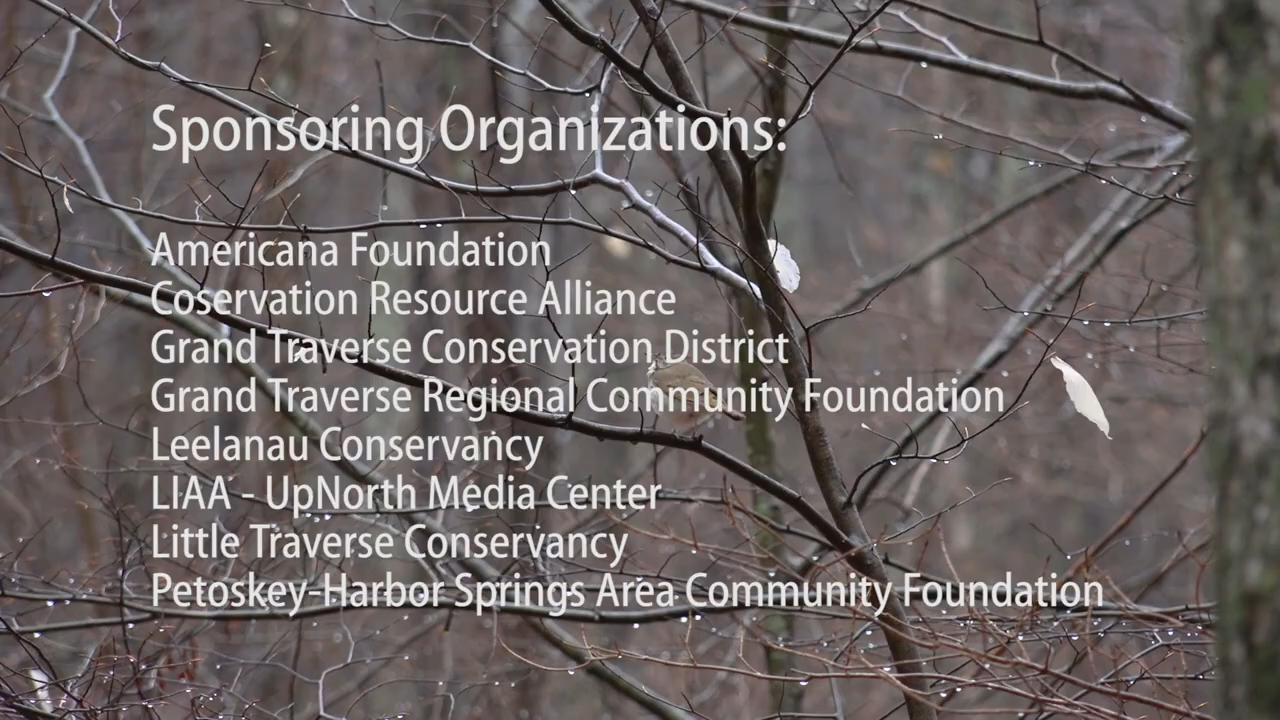 Sponsoring Organizations:
Americana Foundation
Coservation Resource Alliance
Grand Traverse Conservation District
Grand Traverse Regional Community Foundation
Leelanau Conservancy
LIAA - UpNorth Media Center
Little Traverse Conservancy
Petoskey-Harbor Springs Area Community Foundation